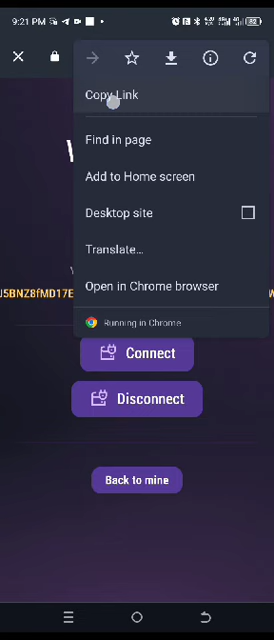 9:21 PM
Copy Link
Find in page
Add to Home screen
Desktop site
Translate...
Open in Chrome browser
J5BNZ8fMD17E
Running in Chrome
Connect
Disconnect
Back to mine